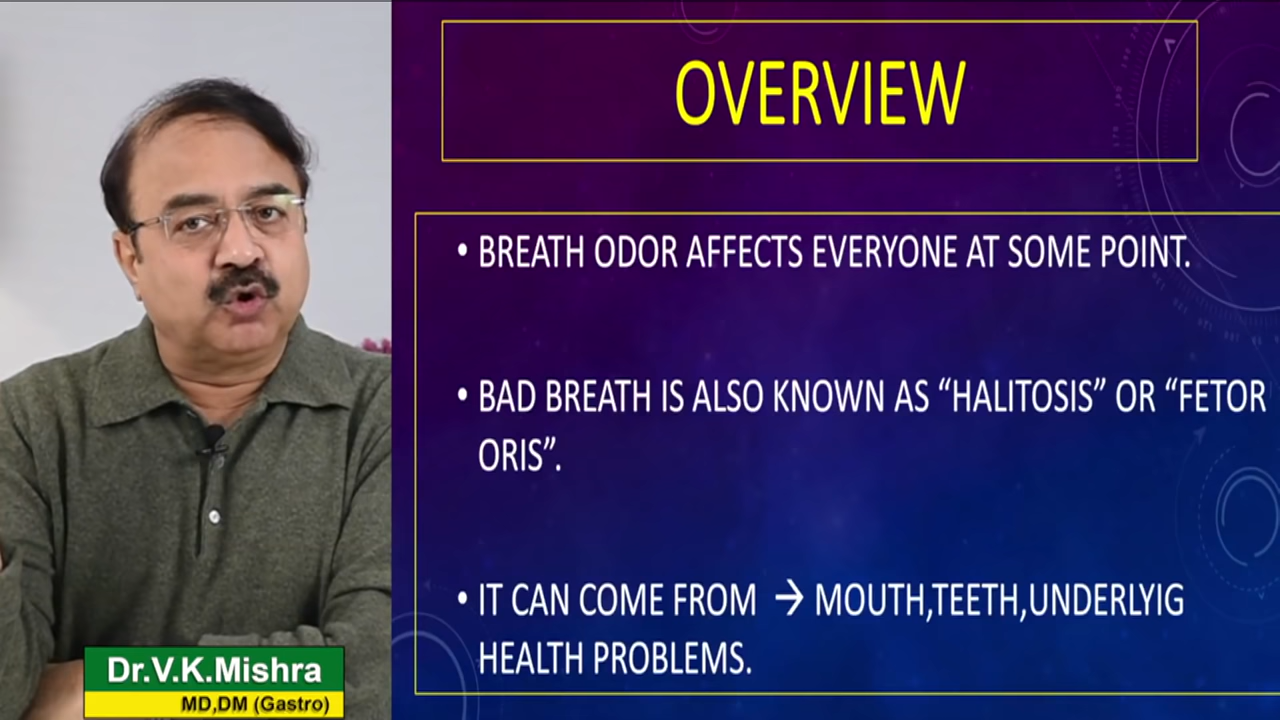 OVERVIEW
• BREATH ODOR AFFECTS EVERYONE AT SOME POINT.
• BAD BREATH IS ALSO KNOWN AS “HALITOSIS” OR “FETOR
ORIS”.
• IT CAN COME FROM → MOUTH,TEETH,UNDERLYIG
HEALTH PROBLEMS.
Dr.V.K.Mishra
MD,DM (Gastro)